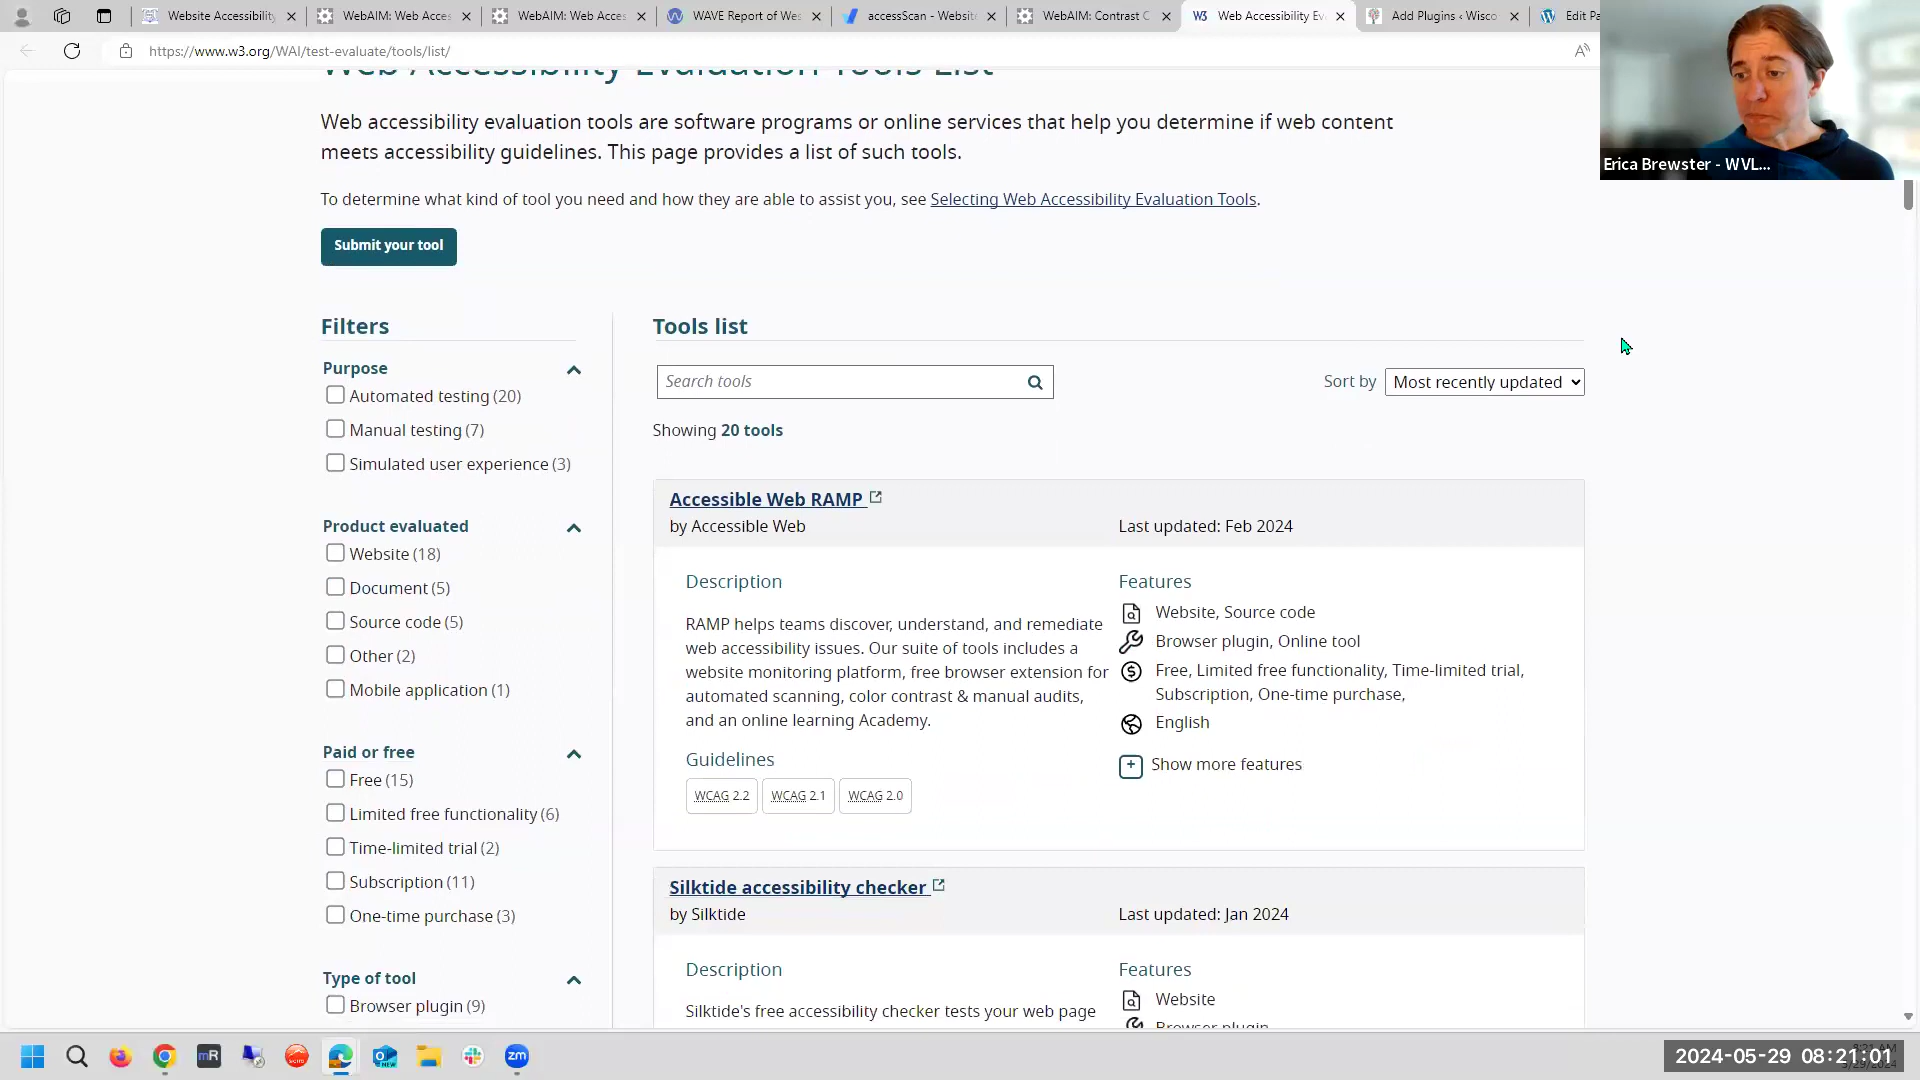 Website Accessibility
WebAIM: Web Acces
WebAIM: Web Acces
WAVE Report of Wes
accessScan - Website
WebAIM: Contrast C
W3 Web Accessibility Ev
Add Plugins ‹ Wisco
Edit Pa
https://www.w3.org/WAI/test-evaluate/tools/list/
Web Accessibility Evaluation Tools List
Web accessibility evaluation tools are software programs or online services that help you determine if web content
meets accessibility guidelines. This page provides a list of such tools.
Erica Brewster - WVL...
To determine what kind of tool you need and how they are able to assist you, see Selecting Web Accessibility Evaluation Tools.
Submit your tool
Filters
Purpose
Automated testing (20)
Manual testing (7)
Simulated user experience (3)
Product evaluated
Website (18)
Document (5)
Source code (5)
Other (2)
Mobile application (1)
Paid or free
Free (15)
Limited free functionality (6)
Time-limited trial (2)
Subscription (11)
One-time purchase (3)
Type of tool
Browser plugin (9)
Tools list
Search tools
Sort by Most recently updated
Showing 20 tools
Accessible Web RAMP
by Accessible Web
Last updated: Feb 2024
Description
RAMP helps teams discover, understand, and remediate
web accessibility issues. Our suite of tools includes a
website monitoring platform, free browser extension for
automated scanning, color contrast & manual audits,
and an online learning Academy.
Guidelines
WCAG 2.2 WCAG 2.1 WCAG 2.0
Features
Website, Source code
Browser plugin, Online tool
Free, Limited free functionality, Time-limited trial,
Subscription, One-time purchase,
English
Show more features
Silktide accessibility checker
by Silktide
Last updated: Jan 2024
Description
Silktide's free accessibility checker tests your web page
Features
Website
Browser plugin
mR
zm
2024-05-29 08:21:01